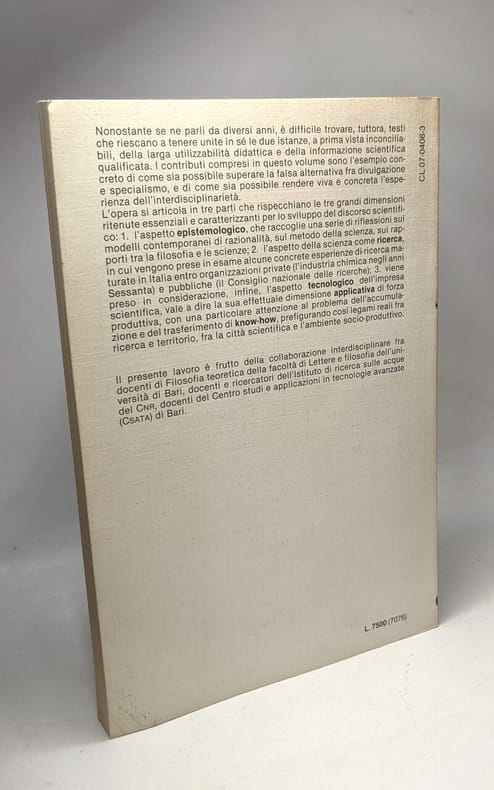 Nonostante se ne parli da diversi anni, è difficile trovare, tuttora, testi
che riescano a tenere unite in sé le due istanze, a prima vista inconcilia-
bili, della larga utilizzabilità didattica e della informazione scientifica
qualificata. I contributi compresi in questo volume sono l'esempio con-
creto di come sia possibile superare la falsa alternativa fra divulgazione
e specialismo, e di come sia possibile rendere viva e concreta l'espe-
rienza dell'interdisciplinarietà.
L'opera si articola in tre parti che rispecchiano le tre grandi dimensioni
ritenute essenziali e caratterizzanti per lo sviluppo del discorso scientifi-
co: 1. l'aspetto epistemologico, che raccoglie una serie di riflessioni sui
modelli contemporanei di razionalità, sul metodo della scienza, sui rap-
porti tra la filosofia e le scienze; 2. l'aspetto della scienza come ricerca,
in cui vengono prese in esame alcune concrete esperienze di ricerca ma-
turate in Italia entro organizzazioni private (l'industria chimica negli anni
Sessanta) e pubbliche (il Consiglio nazionale delle ricerche); 3. viene
preso in considerazione, infine, l'aspetto tecnologico dell'impresa
scientifica, vale a dire la sua effettuale dimensione applicativa di forza
produttiva, con una particolare attenzione al problema dell'accumula-
zione e del trasferimento di know-how, prefigurando così legami reali fra
ricerca e territorio, fra la città scientifica e l'ambiente socio-produttivo.
Il presente lavoro è frutto della collaborazione interdisciplinare fra
docenti di Filosofia teoretica della facoltà di Lettere e filosofia dell'uni-
versità di Bari, docenti e ricercatori dell'Istituto di ricerca sulle acque
del CNR, docenti del Centro studi e applicazioni in tecnologie avanzate
(CSATA) di Bari.
CL 07-0408-3
L. 7500 (7076)